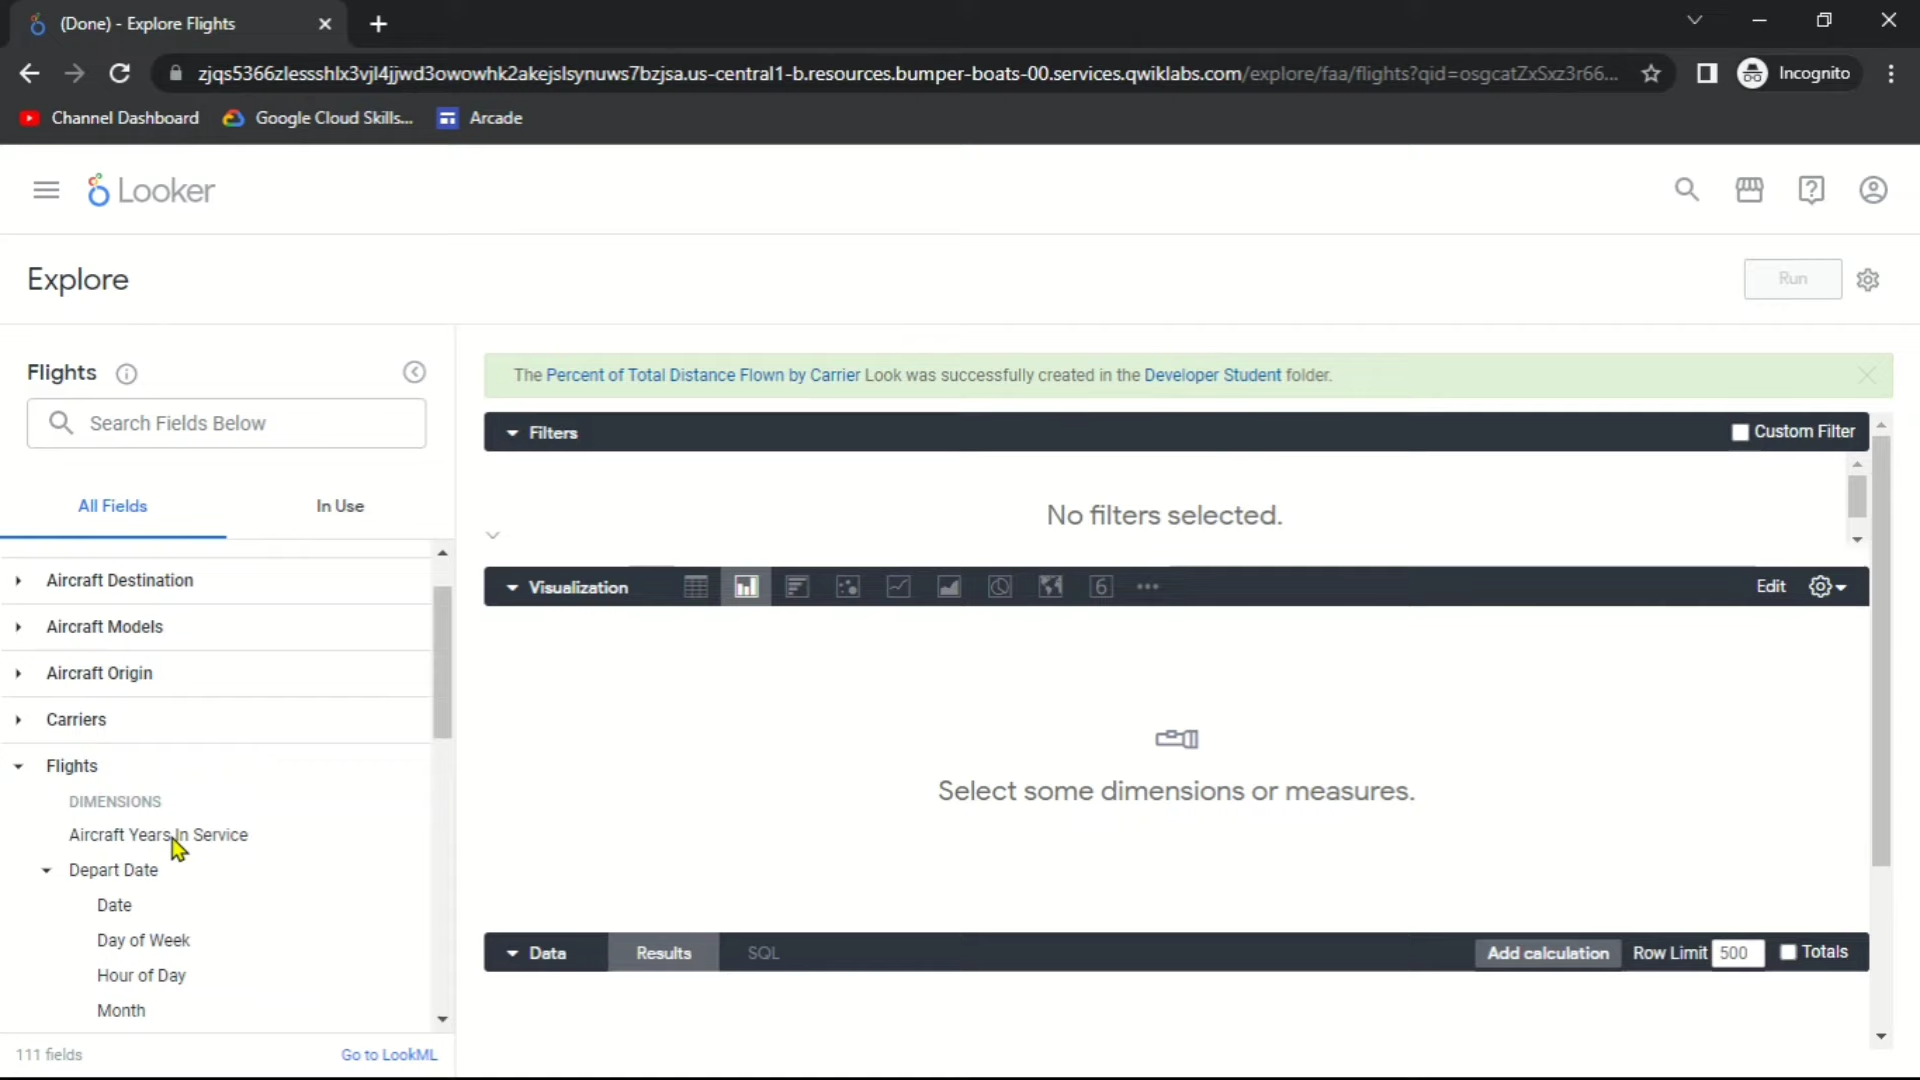 (Done) - Explore Flights
zjqs5366zlessshlx3vjl4jjwd3owowhk2akejslsynuws7bzjsa.us-central1-b.resources.bumper-boats-00.services.qwiklabs.com/explore/faa/flights?qid=osgcatZxSxz3r66...
Incognito
Channel Dashboard
Google Cloud Skills...
Arcade
Looker
Explore
Run
Flights
Search Fields Below
All Fields
In Use
Aircraft Destination
Aircraft Models
Aircraft Origin
Carriers
Flights
DIMENSIONS
Aircraft Years In Service
Depart Date
Date
Day of Week
Hour of Day
Month
111 fields
Go to LookML
The Percent of Total Distance Flown by Carrier Look was successfully created in the Developer Student folder.
Filters
Custom Filter
No filters selected.
Visualization
6
Edit
Select some dimensions or measures.
Data
Results
SQL
Add calculation
Row Limit 500
Totals